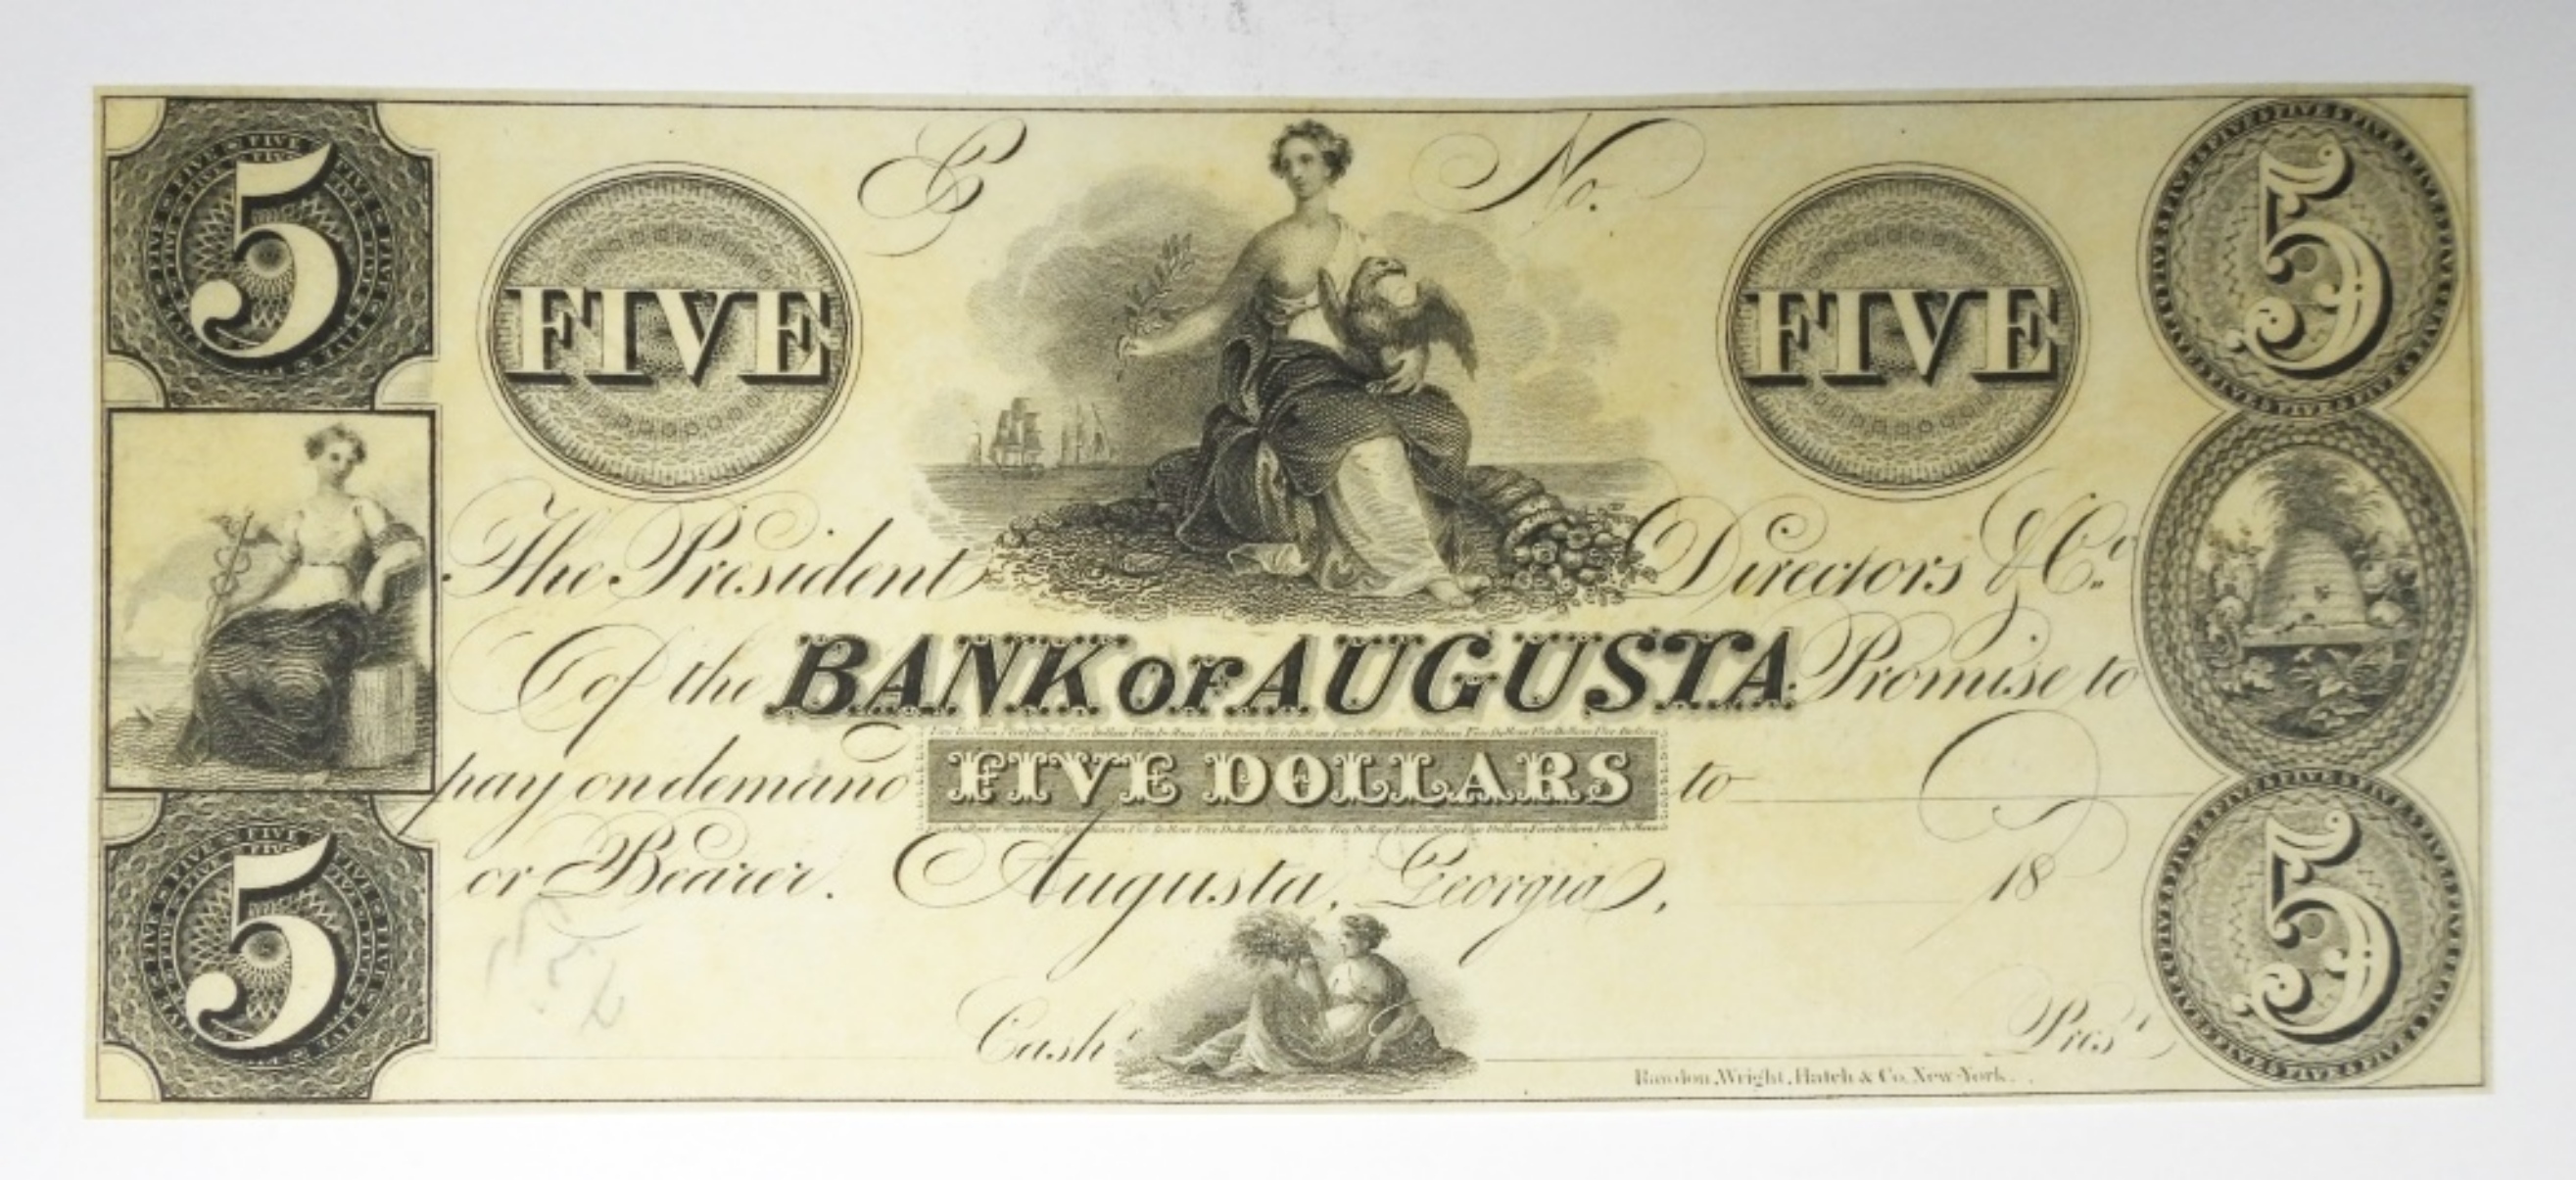 5 B No. 5
FIVE FIVE
The President Directors & Co.
Of the BANK OF AUGUSTA Promise to
pay on demand FIVE DOLLARS to
or Bearer. Augusta, Georgia, 18
5 5
Cash.r Pres.t
Rawdon, Wright, Hatch & Co. New-York.